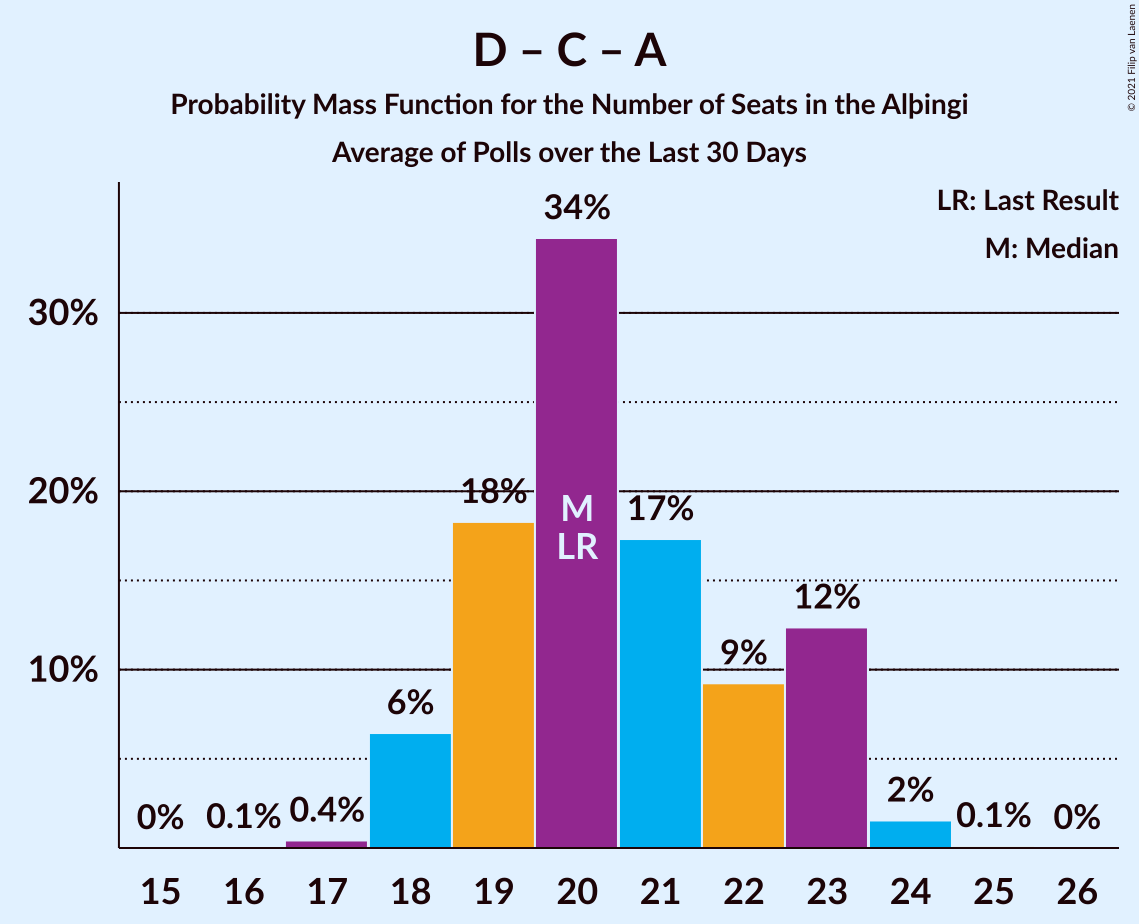 D – C – A
Probability Mass Function for the Number of Seats in the Alþingi
Average of Polls over the Last 30 Days
© 2021 Filip van Laenen
LR: Last Result
M: Median
34%
30%
20%
18%
M
LR
17%
12%
10%
9%
6%
2%
0% 0.1% 0.4% 0.1% 0%
15 16 17 18 19 20 21 22 23 24 25 26